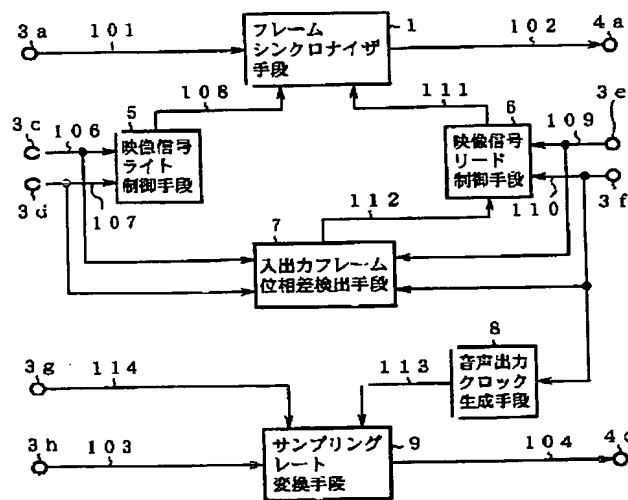 3a
101
フレーム
シンクロナイザ
手段
1
102
4a
108
111
3c
106
5
映像信号
ライト
制御手段
3d
107
6
映像信号
リード
制御手段
109
3e
110
3f
7
112
入出力フレーム
位相差検出手段
8
音声出力
クロック
生成手段
113
3g
114
3h
103
サンプリング
レート
変換手段
9
104